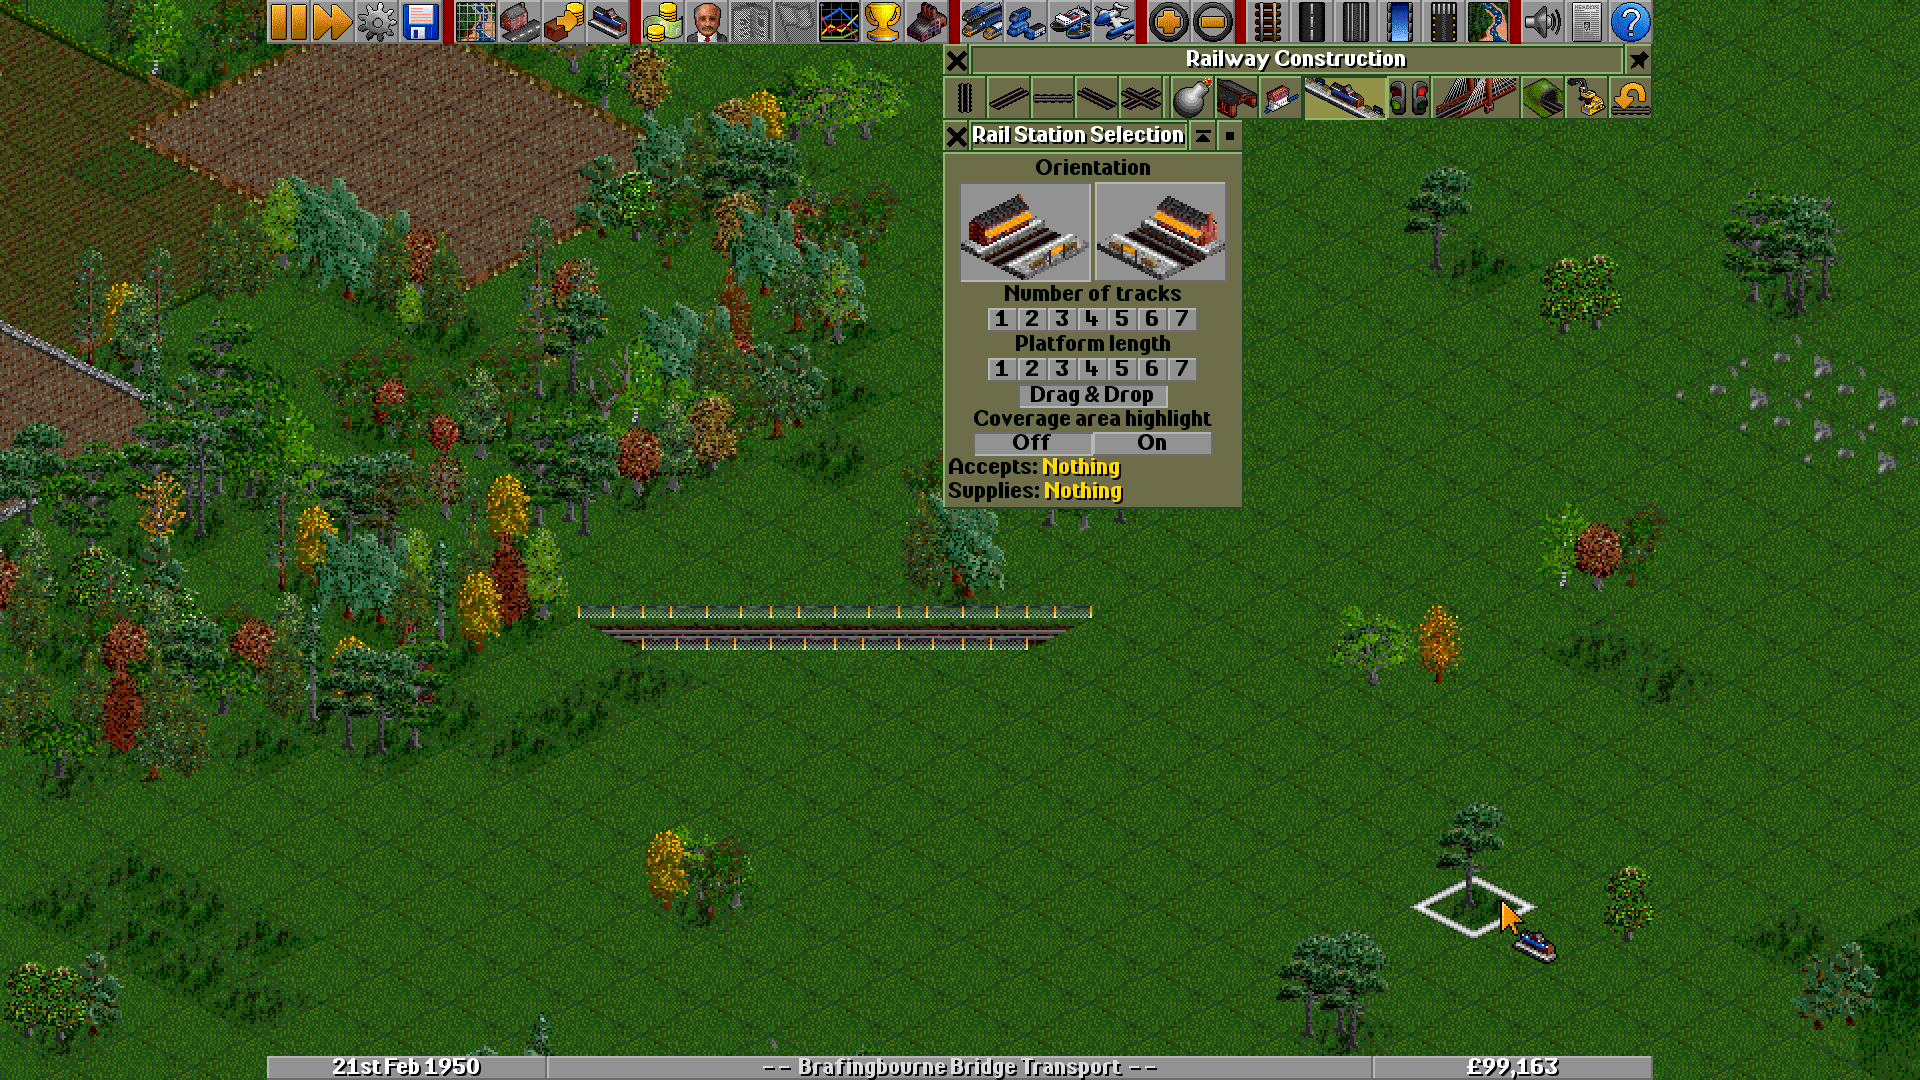 Railway Construction
Rail Station Selection
Orientation
Number of tracks
1 2 3 4 5 6 7
Platform length
1 2 3 4 5 6 7
Drag & Drop
Coverage area highlight
Off On
Accepts: Nothing
Supplies: Nothing
21st Feb 1950 -- Brafingbourne Bridge Transport -- £99,163